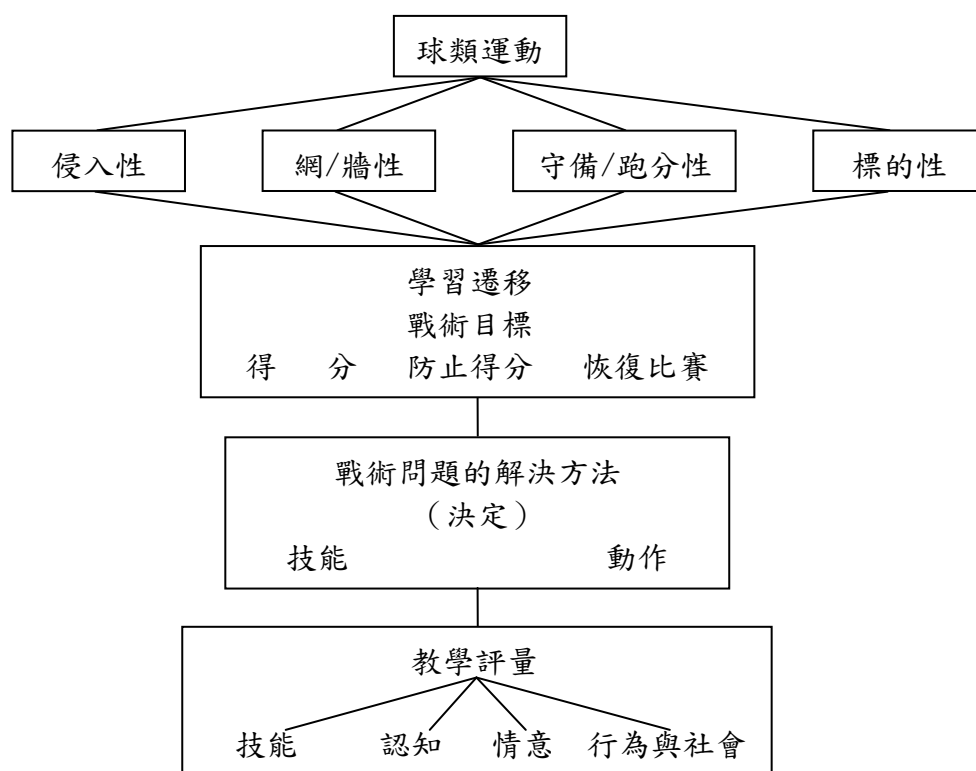 球類運動
侵入性 網/牆性 守備/跑分性 標的性
學習遷移
戰術目標
得 分 防止得分 恢復比賽
戰術問題的解決方法
（決定）
技能 動作
教學評量
技能 認知 情意 行為與社會